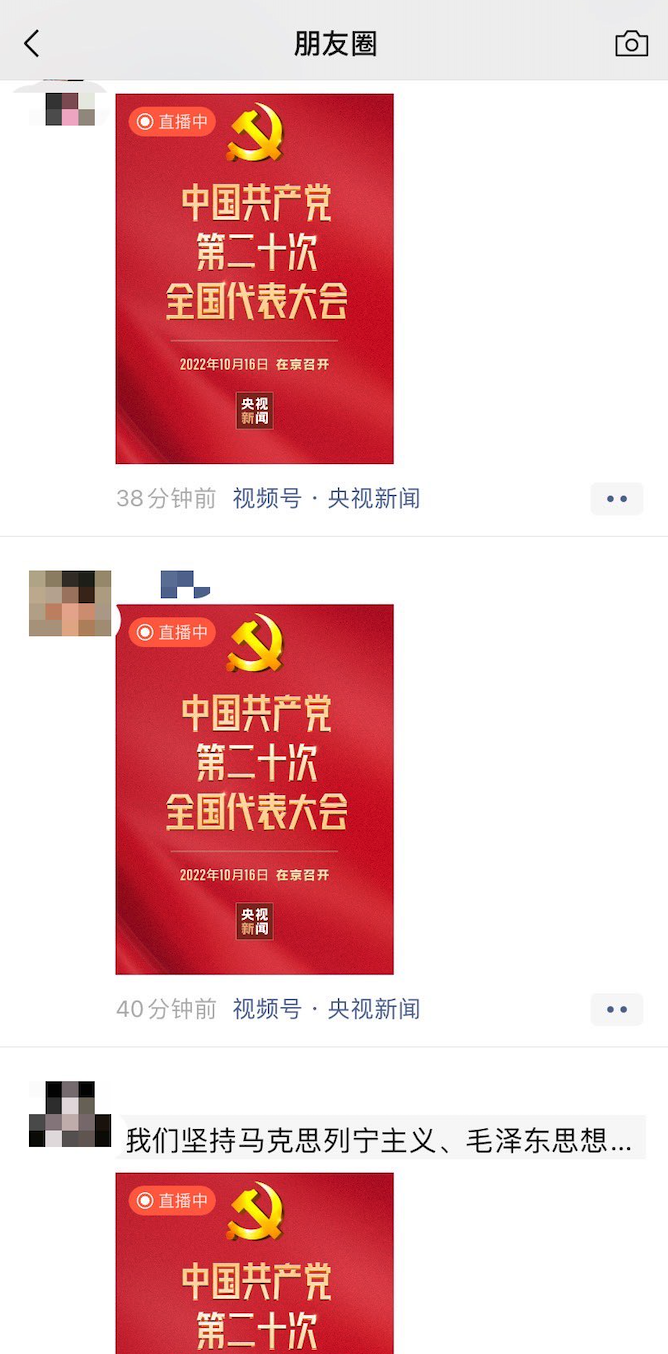 朋友圈
直播中
中国共产党
第二十次
全国代表大会
2022年10月16日 在京召开
央视
新闻
38分钟前 视频号 · 央视新闻
直播中
中国共产党
第二十次
全国代表大会
2022年10月16日 在京召开
央视
新闻
40分钟前 视频号 · 央视新闻
我们坚持马克思列宁主义、毛泽东思想...
直播中
中国共产党
第二十次